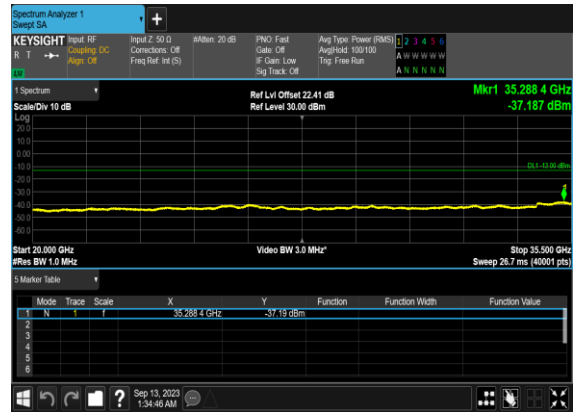 Spectrum Analyzer 1
Swept SA
KEYSIGHT
R T
LW
Input: RF
Coupling: DC
Align: Off
Input Z: 50 Ω
Corrections: Off
Freq Ref: Int (S)
#Atten: 20 dB
PNO: Fast
Gate: Off
IF Gain: Low
Sig Track: Off
Avg Type: Power (RMS)
Avg|Hold: 100/100
Trig: Free Run
1 2 3 4 5 6
A W W W W W
A N N N N N
1 Spectrum
Scale/Div 10 dB
Ref Lvl Offset 22.41 dB
Ref Level 30.00 dBm
Mkr1 35.288 4 GHz
-37.187 dBm
Log
20.0
10.0
0.00
-10.0
-20.0
-30.0
-40.0
-50.0
-60.0
DL1 -13.00 dBm
1
Start 20.000 GHz
#Res BW 1.0 MHz
Video BW 3.0 MHz*
Stop 35.500 GHz
Sweep 26.7 ms (40001 pts)
5 Marker Table
Mode Trace Scale X Y Function Function Width Function Value
1 N 1 f 35.288 4 GHz -37.19 dBm
2
3
4
5
6
?
Sep 13, 2023
1:34:46 AM